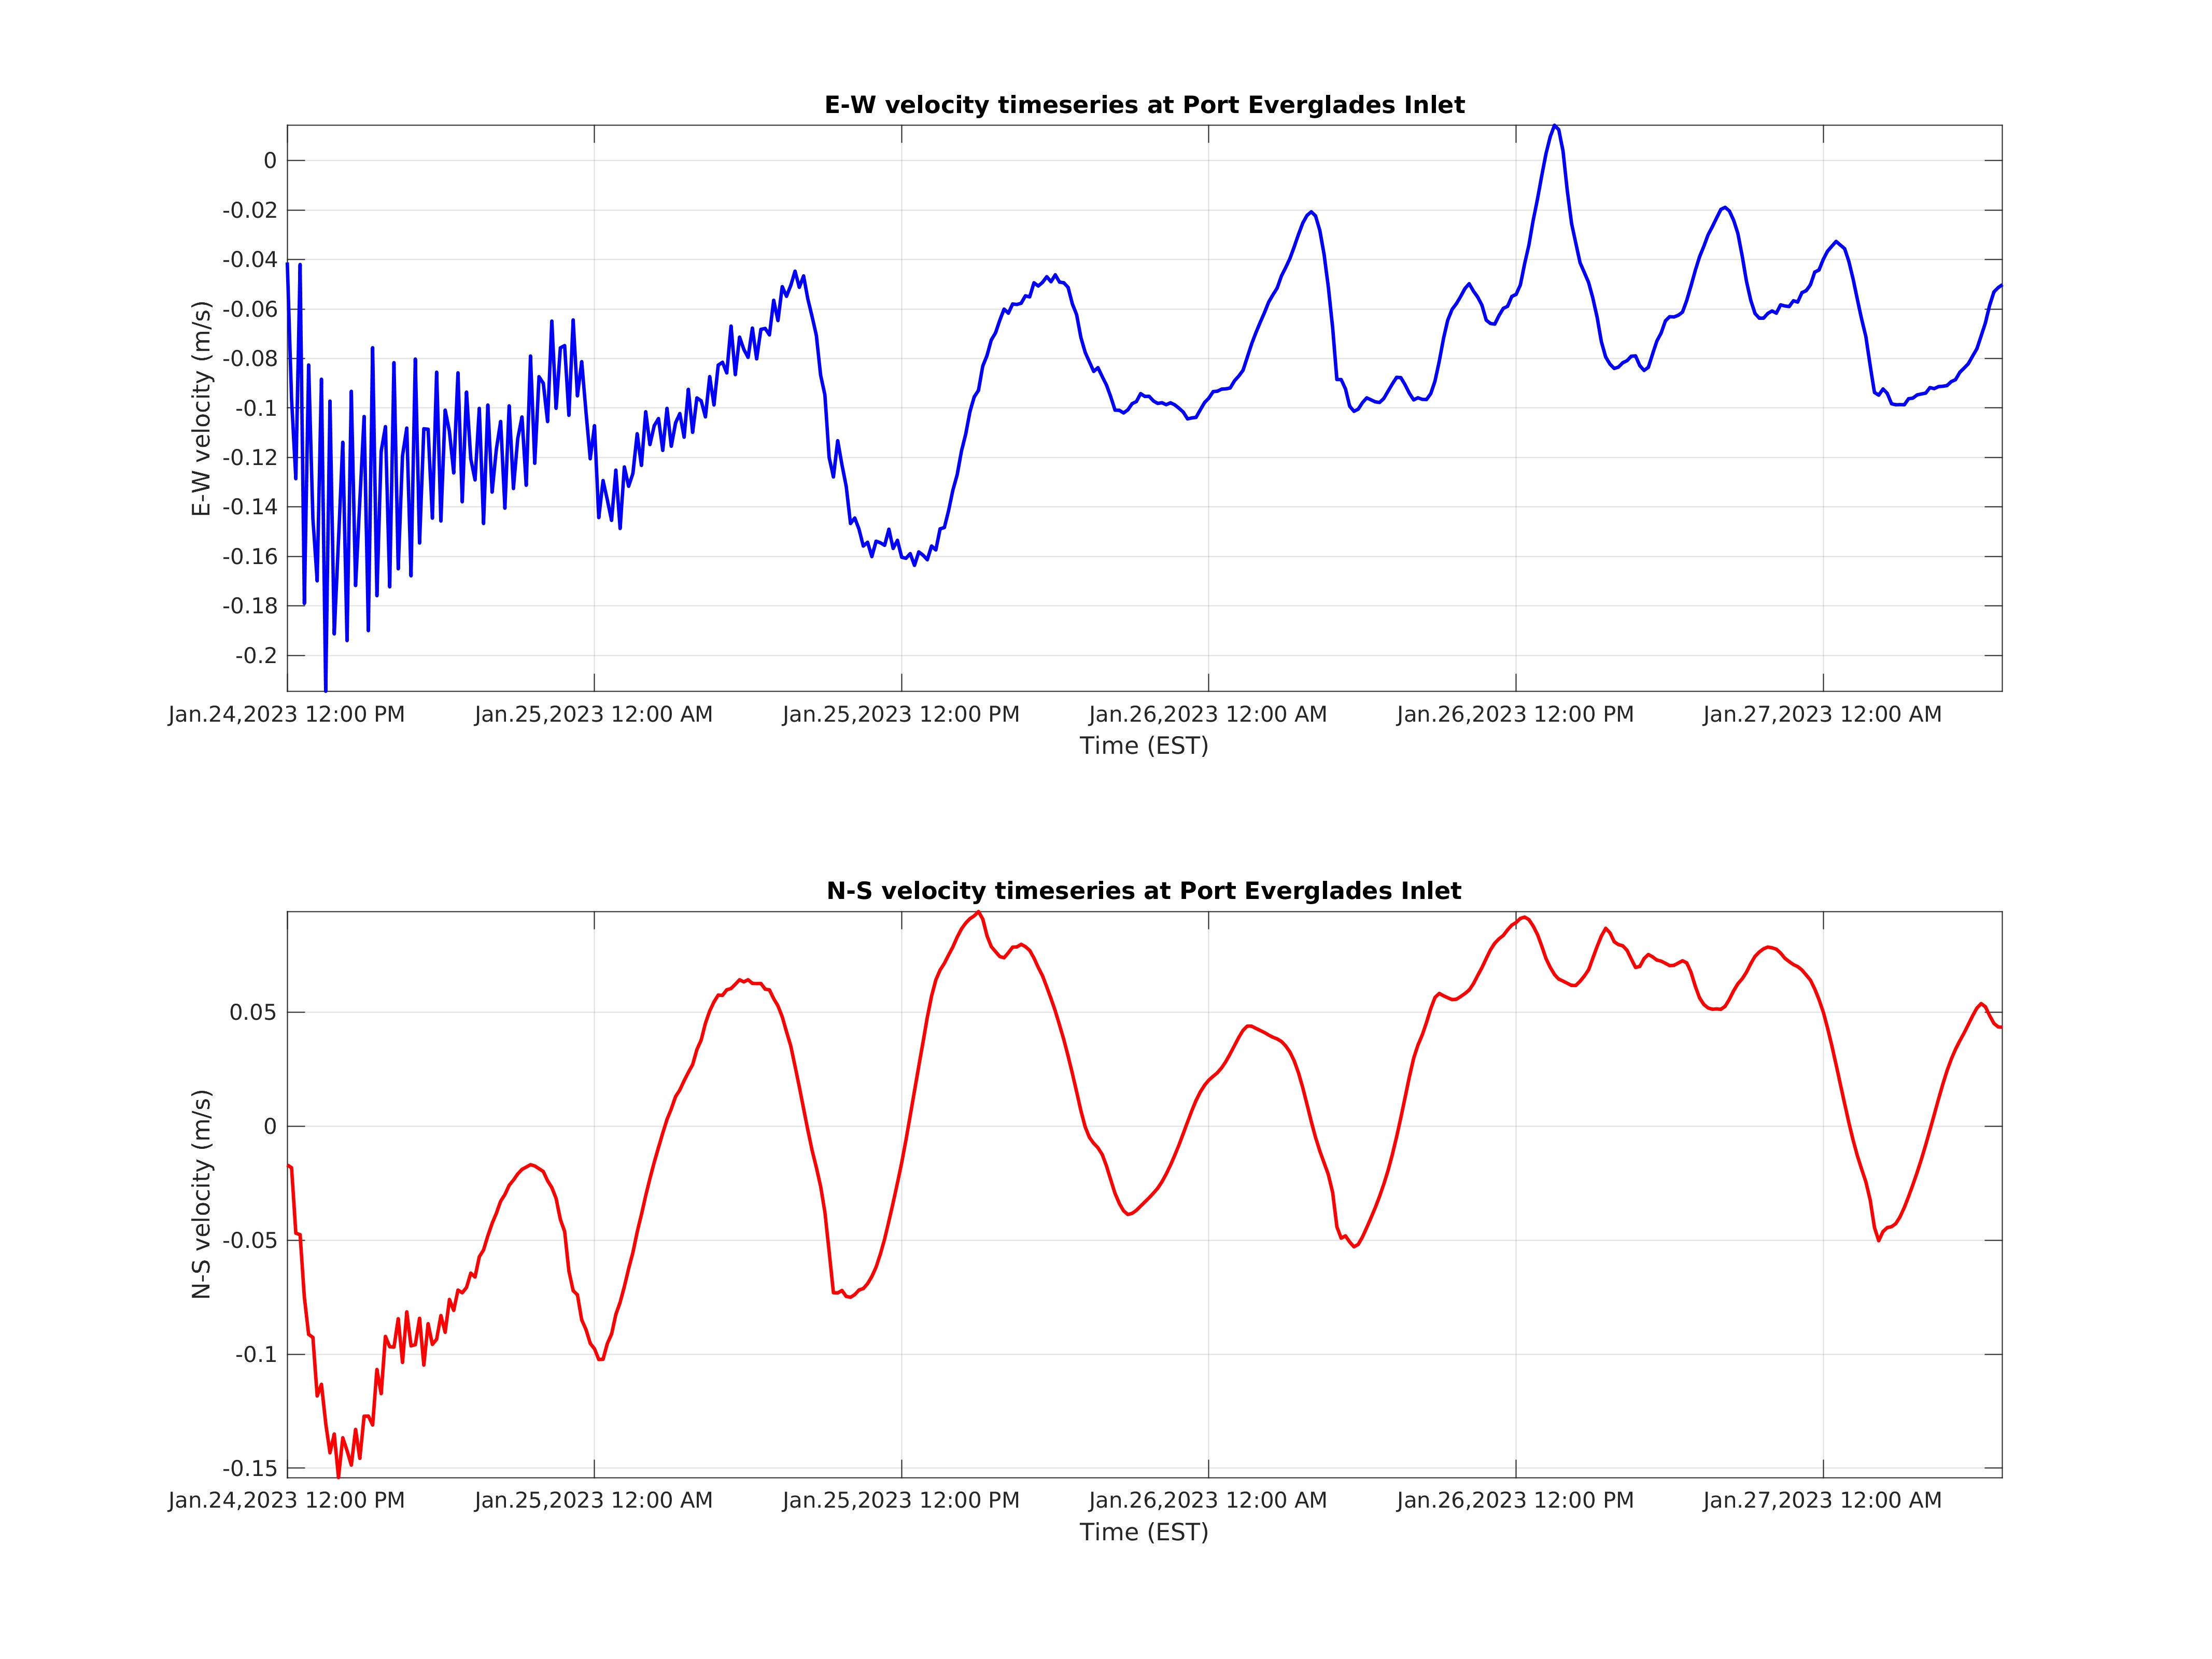 E-W velocity timeseries at Port Everglades Inlet
E-W velocity (m/s)
0
-0.02
-0.04
-0.06
-0.08
-0.1
-0.12
-0.14
-0.16
-0.18
-0.2
Jan.24,2023 12:00 PM Jan.25,2023 12:00 AM Jan.25,2023 12:00 PM Jan.26,2023 12:00 AM Jan.26,2023 12:00 PM Jan.27,2023 12:00 AM
Time (EST)
N-S velocity timeseries at Port Everglades Inlet
N-S velocity (m/s)
0.05
0
-0.05
-0.1
-0.15
Jan.24,2023 12:00 PM Jan.25,2023 12:00 AM Jan.25,2023 12:00 PM Jan.26,2023 12:00 AM Jan.26,2023 12:00 PM Jan.27,2023 12:00 AM
Time (EST)